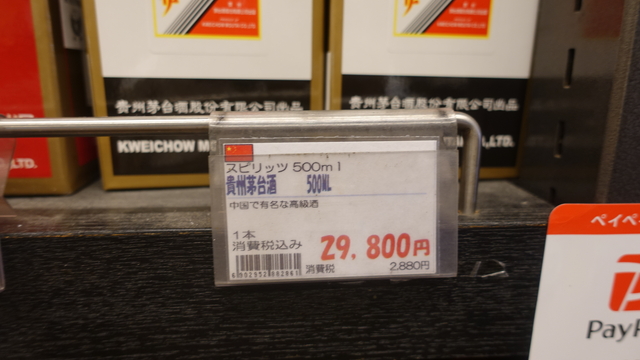 貴州茅台酒股份有限公司出品
貴州茅台酒股份有限公司出品
KWEICHOW M
LTD.
,LTD.
スピリッツ 500ml
貴州茅台酒 500ML
中国で有名な高級酒
1本
消費税込み 29,800円
消費税 2,880円
ペイペ
PayP